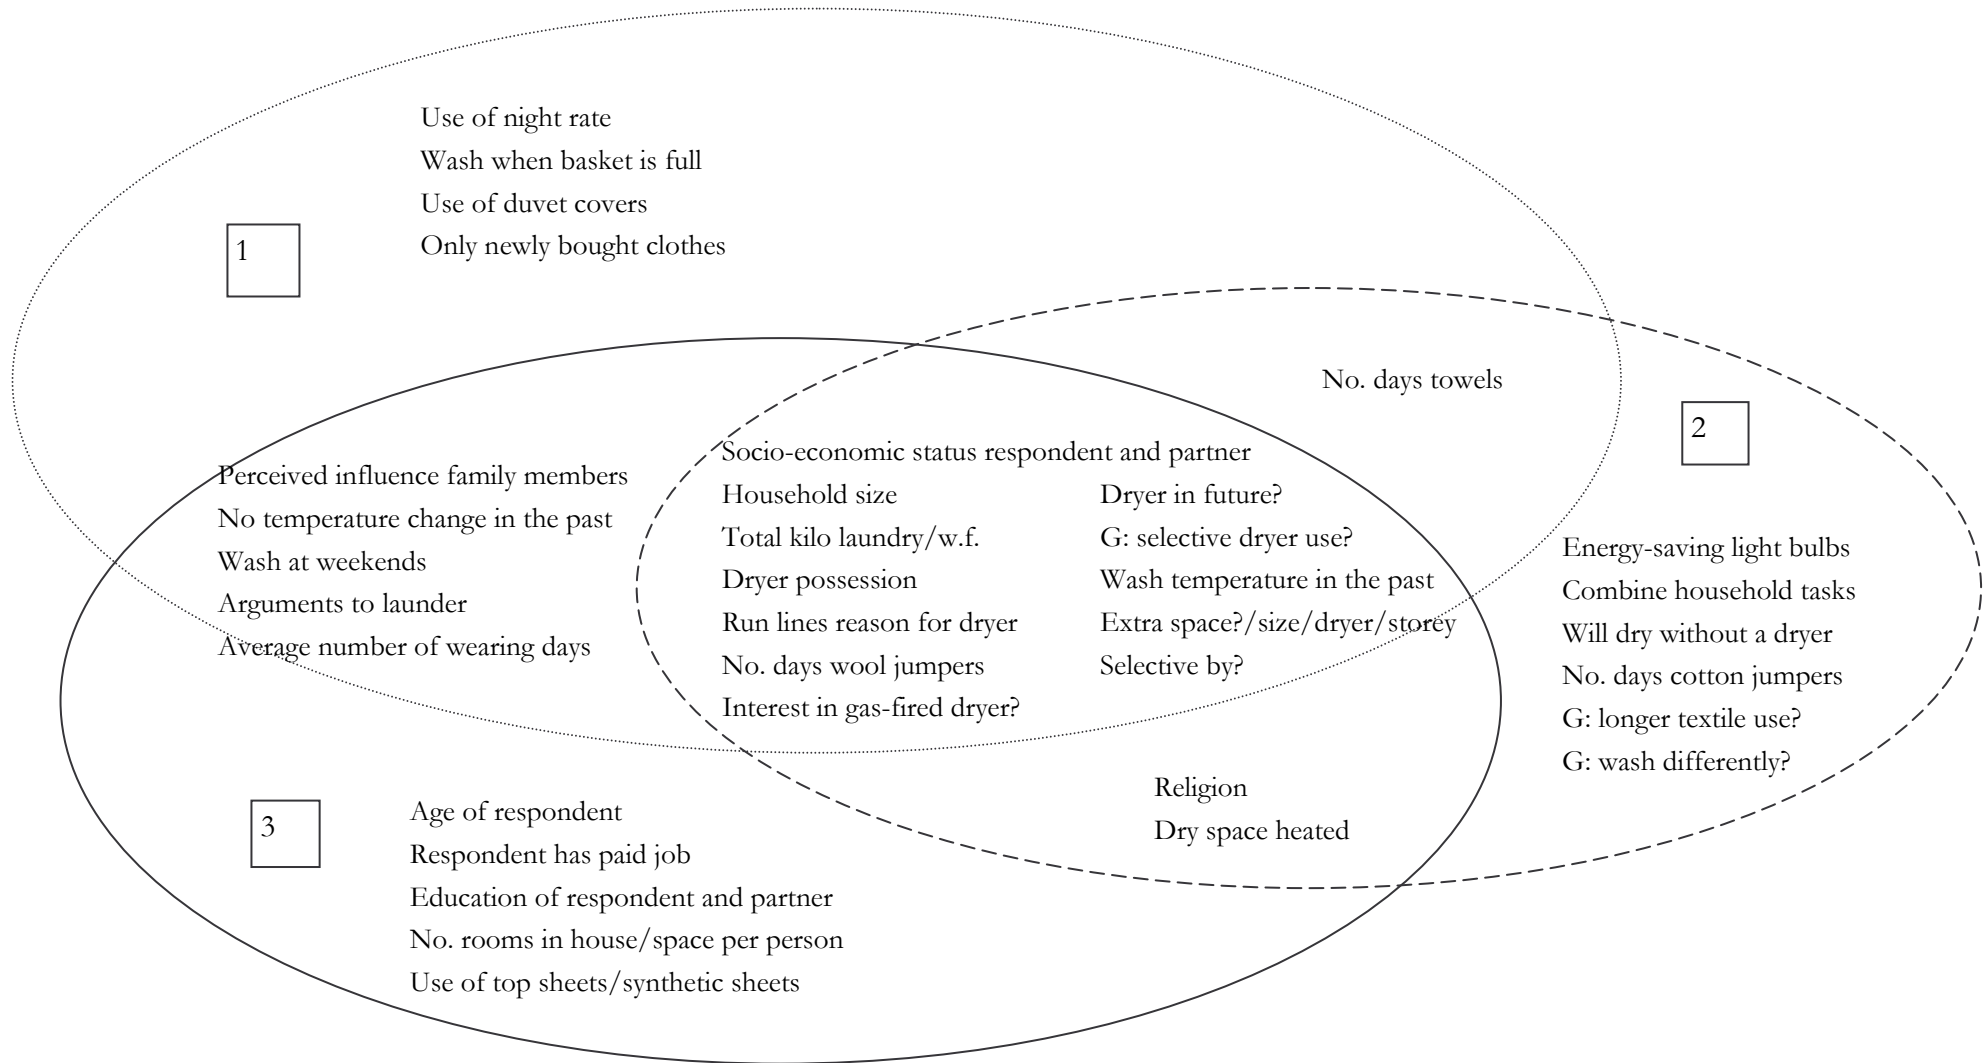 Use of night rate
Wash when basket is full
Use of duvet covers
Only newly bought clothes
1
No. days towels
2
Perceived influence family members
No temperature change in the past
Wash at weekends
Arguments to launder
Average number of wearing days
Socio-economic status respondent and partner
Household size
Total kilo laundry/w.f.
Dryer possession
Run lines reason for dryer
No. days wool jumpers
Interest in gas-fired dryer?
Dryer in future?
G: selective dryer use?
Wash temperature in the past
Extra space?/size/dryer/storey
Selective by?
Energy-saving light bulbs
Combine household tasks
Will dry without a dryer
No. days cotton jumpers
G: longer textile use?
G: wash differently?
Religion
Dry space heated
3
Age of respondent
Respondent has paid job
Education of respondent and partner
No. rooms in house/space per person
Use of top sheets/synthetic sheets